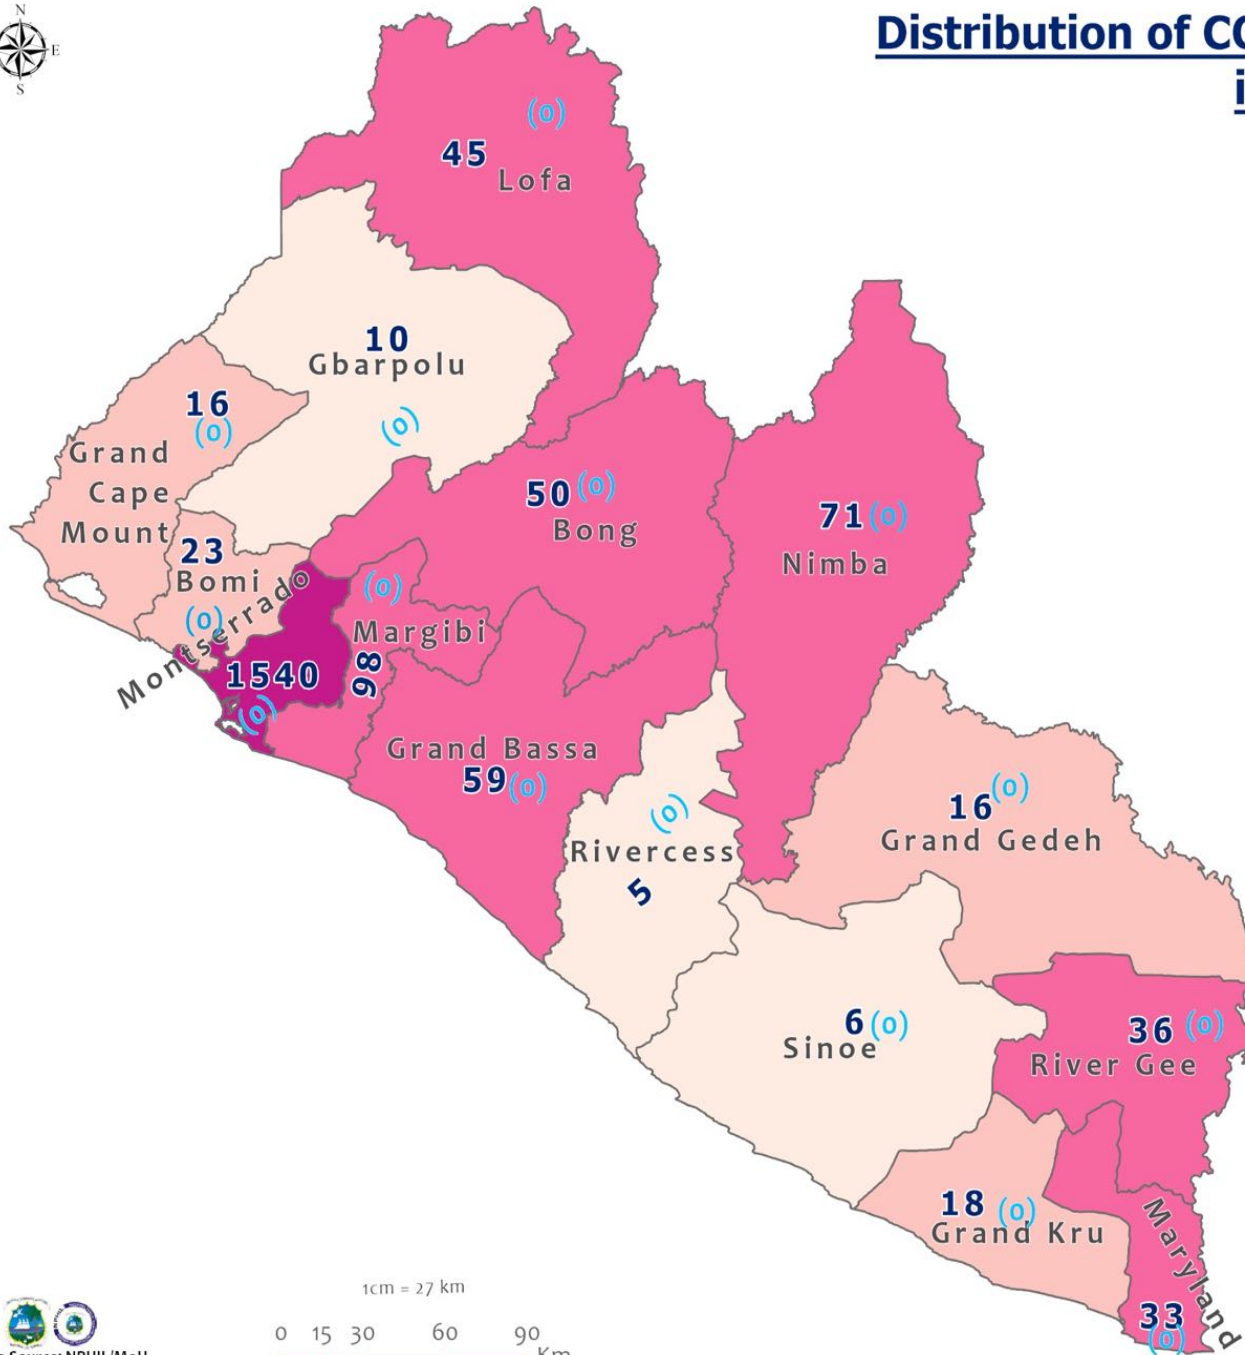 N
E
S
Distribution of CO
i
(0)
45
Lofa
10
Gbarpolu
(0)
16
(0)
Grand
Cape
Mount
50 (0)
Bong
71 (0)
Nimba
23
Bomi
(0)
Montserrado
1540
(0)
(0)
Margibi
98
Grand Bassa
59 (0)
(0)
Rivercess
5
16 (0)
Grand Gedeh
6 (0)
Sinoe
36 (0)
River Gee
18 (0)
Grand Kru
Maryland
33
(0)
1cm = 27 km
0 15 30 60 90
Km